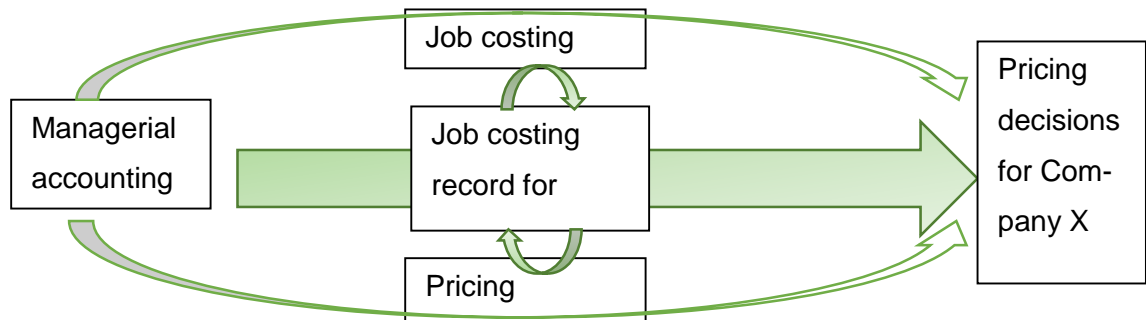 Job costing
Managerial
accounting
Job costing
record for
Pricing
Pricing
decisions
for Com-
pany X